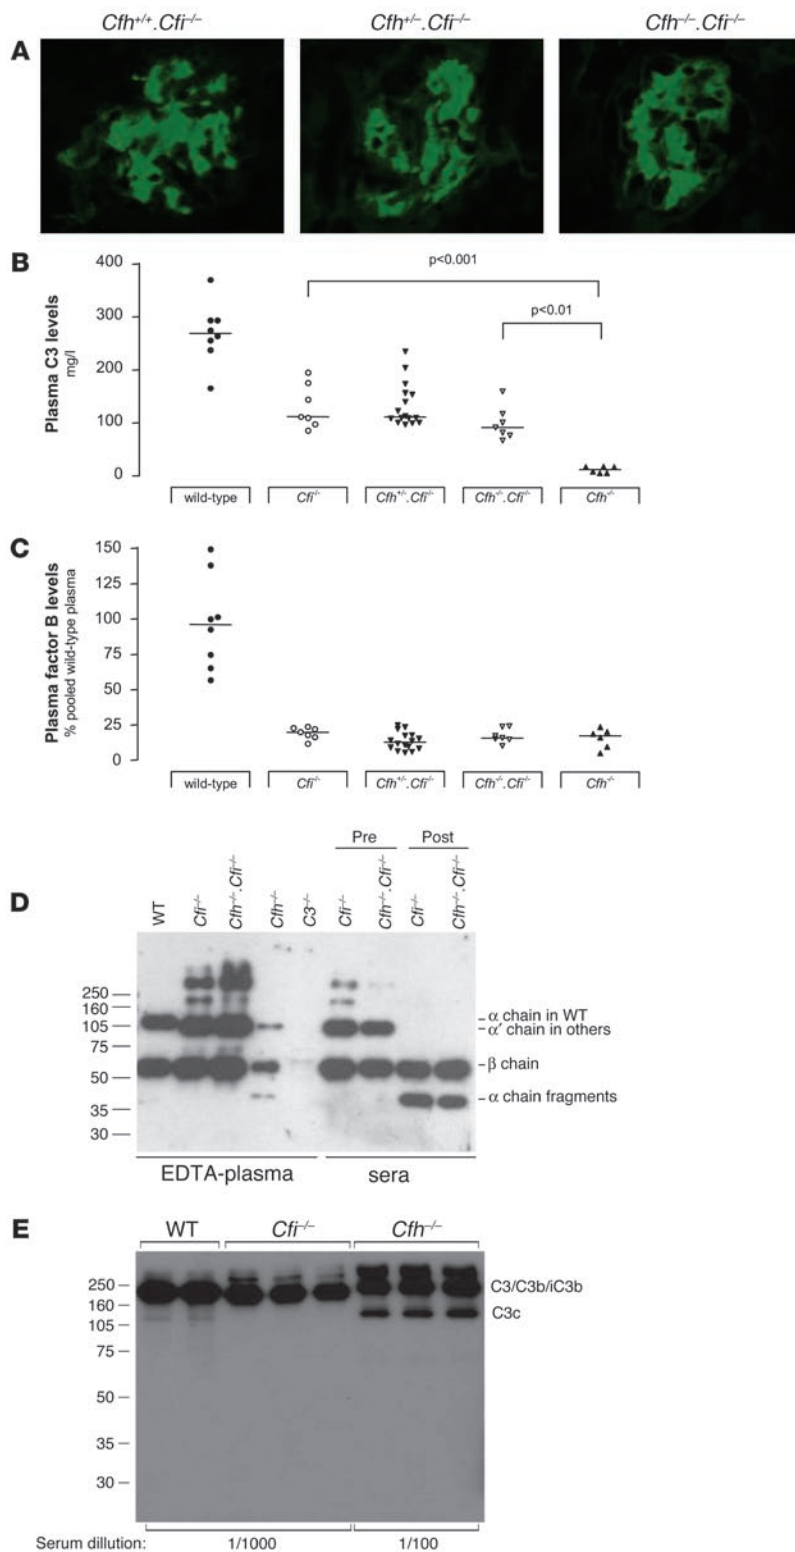 Cfh+/+.Cfi–/– Cfh+/–.Cfi–/– Cfh–/–.Cfi–/–
A
B
Plasma C3 levels
mg/l
400
300
200
100
0
p<0.001
p<0.01
wild-type Cfi-/- Cfh+/-.Cfi-/- Cfh-/-.Cfi-/- Cfh-/-
C
Plasma factor B levels
% pooled wild-type plasma
150
125
100
75
50
25
0
wild-type Cfi-/- Cfh+/-.Cfi-/- Cfh-/-.Cfi-/- Cfh-/-
D
Pre Post
WT Cfi–/– Cfh–/–.Cfi–/– Cfh–/– C3–/– Cfi–/– Cfh–/–.Cfi–/– Cfi–/– Cfh–/–.Cfi–/–
250
160
105
75
50
35
30
α chain in WT
α′ chain in others
β chain
α chain fragments
EDTA-plasma sera
E
WT Cfi–/– Cfh–/–
250
160
105
75
50
35
30
C3/C3b/iC3b
C3c
Serum dillution: 1/1000 1/100